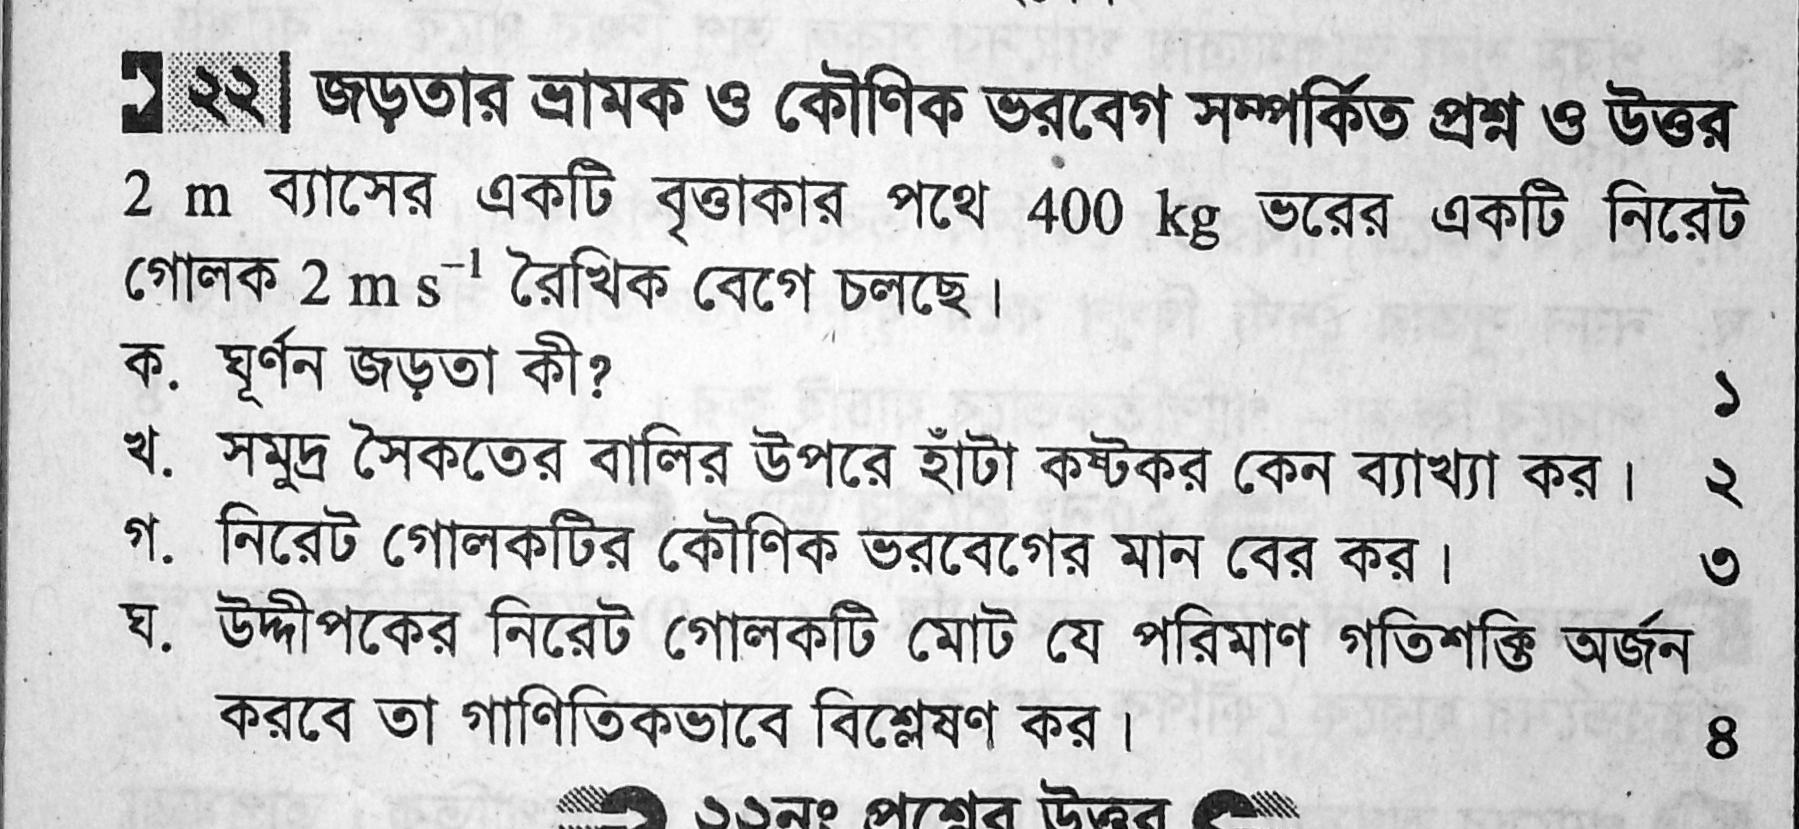 ২২। জড়তার ভ্রামক ও কৌণিক ভরবেগ সম্পর্কিত প্রশ্ন ও উত্তর
2 m ব্যাসের একটি বৃত্তাকার পথে 400 kg ভরের একটি নিরেট
গোলক 2 m s⁻¹ রৈখিক বেগে চলছে।
ক. ঘূর্ণন জড়তা কী? ১
খ. সমুদ্র সৈকতের বালির উপরে হাঁটা কষ্টকর কেন ব্যাখ্যা কর। ২
গ. নিরেট গোলকটির কৌণিক ভরবেগের মান বের কর। ৩
ঘ. উদ্দীপকের নিরেট গোলকটি মোট যে পরিমাণ গতিশক্তি অর্জন
করবে তা গাণিতিকভাবে বিশ্লেষণ কর। ৪
২২নং প্রশ্নের উত্তর